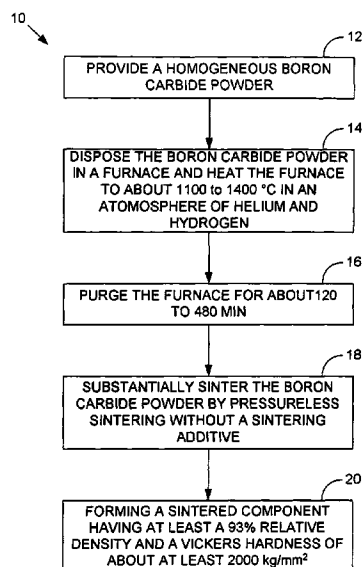 10
12
PROVIDE A HOMOGENEOUS BORON
CARBIDE POWDER
14
DISPOSE THE BORON CARBIDE POWDER
IN A FURNACE AND HEAT THE FURNACE
TO ABOUT 1100 to 1400 °C IN AN
ATOMOSPHERE OF HELIUM AND
HYDROGEN
16
PURGE THE FURNACE FOR ABOUT120
TO 480 MIN
18
SUBSTANTIALLY SINTER THE BORON
CARBIDE POWDER BY PRESSURELESS
SINTERING WITHOUT A SINTERING
ADDITIVE
20
FORMING A SINTERED COMPONENT
HAVING AT LEAST A 93% RELATIVE
DENSITY AND A VICKERS HARDNESS OF
ABOUT AT LEAST 2000 kg/mm²